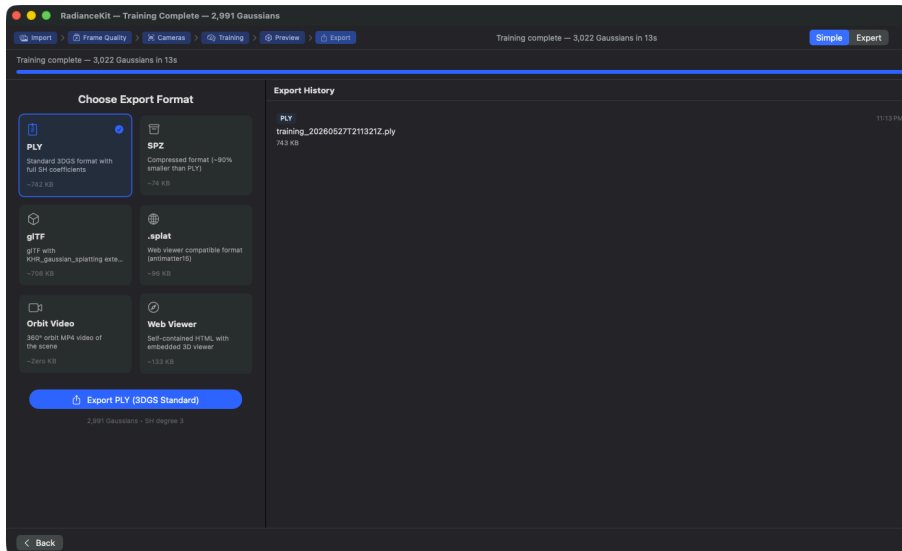 RadianceKit — Training Complete — 2,991 Gaussians
Import > Frame Quality > Cameras > Training > Preview > Export
Training complete — 3,022 Gaussians in 13s
Simple Expert
Training complete — 3,022 Gaussians in 13s
Choose Export Format
PLY
Standard 3DGS format with
full SH coefficients
~742 KB
SPZ
Compressed format (~90%
smaller than PLY)
~74 KB
glTF
glTF with
KHR_gaussian_splatting exte...
~708 KB
.splat
Web viewer compatible format
(antimatter15)
~96 KB
Orbit Video
360° orbit MP4 video of
the scene
~Zero KB
Web Viewer
Self-contained HTML with
embedded 3D viewer
~133 KB
Export PLY (3DGS Standard)
2,991 Gaussians · SH degree 3
Export History
PLY
11:13 PM
training_20260527T211321Z.ply
743 KB
< Back